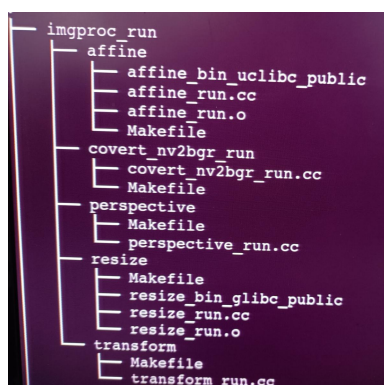 imgproc_run
affine
affine_bin_uclibc_public
affine_run.cc
affine_run.o
Makefile
covert_nv2bgr_run
covert_nv2bgr_run.cc
Makefile
perspective
Makefile
perspective_run.cc
resize
Makefile
resize_bin_glibc_public
resize_run.cc
resize_run.o
transform
Makefile
transform_run.cc